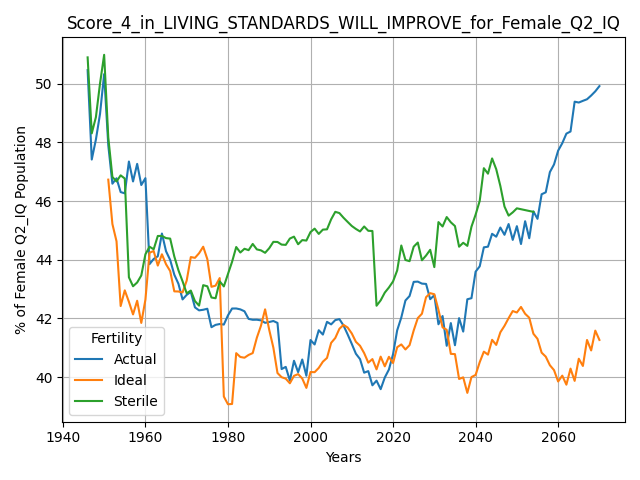 Score_4_in_LIVING_STANDARDS_WILL_IMPROVE_for_Female_Q2_IQ
% of Female Q2_IQ Population
50
48
46
44
42
40
Fertility
Actual
Ideal
Sterile
1940 1960 1980 2000 2020 2040 2060
Years